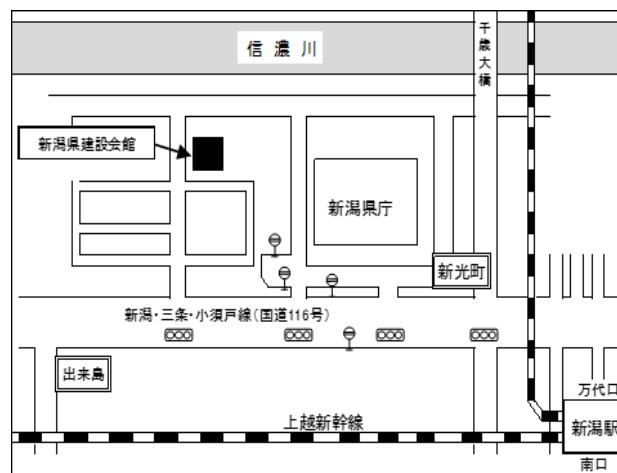 信濃川
千歳大橋
新潟県建設会館
新潟県庁
新光町
新潟・三条・小須戸線（国道116号）
出来島
万代口
上越新幹線
新潟駅
南口